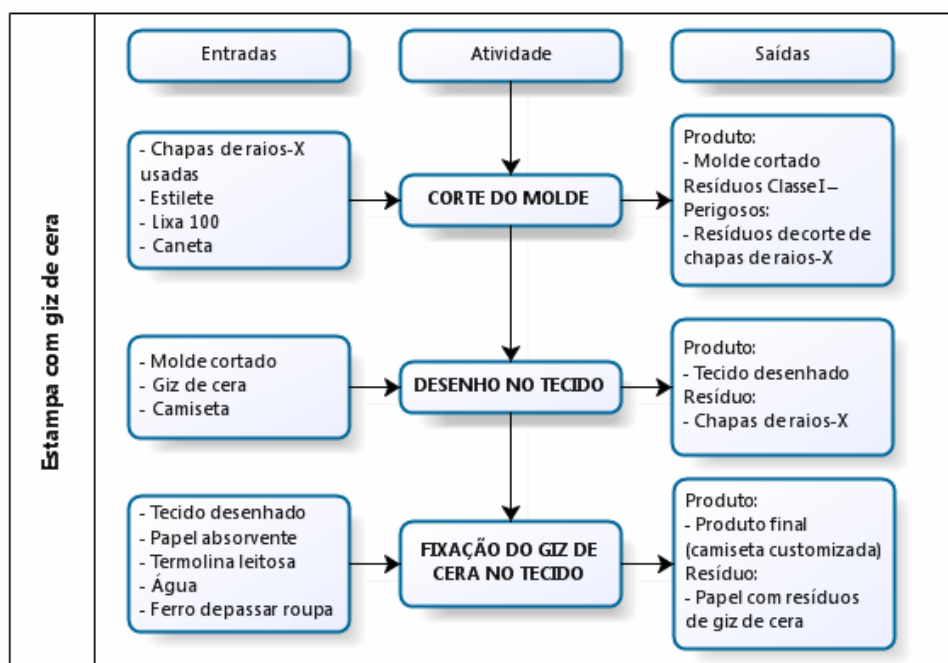 Estampa com giz de cera
Entradas
Atividade
Saídas
- Chapas de raios-X
usadas
- Estilete
- Lixa 100
- Caneta
CORTE DO MOLDE
Produto:
- Molde cortado
Resíduos Classe I –
Perigosos:
- Resíduos de corte de
chapas de raios-X
- Molde cortado
- Giz de cera
- Camiseta
DESENHO NO TECIDO
Produto:
- Tecido desenhado
Resíduo:
- Chapas de raios-X
- Tecido desenhado
- Papel absorvente
- Termolina leitosa
- Água
- Ferro de passar roupa
FIXAÇÃO DO GIZ DE
CERA NO TECIDO
Produto:
- Produto final
(camiseta customizada)
Resíduo:
- Papel com resíduos
de giz de cera